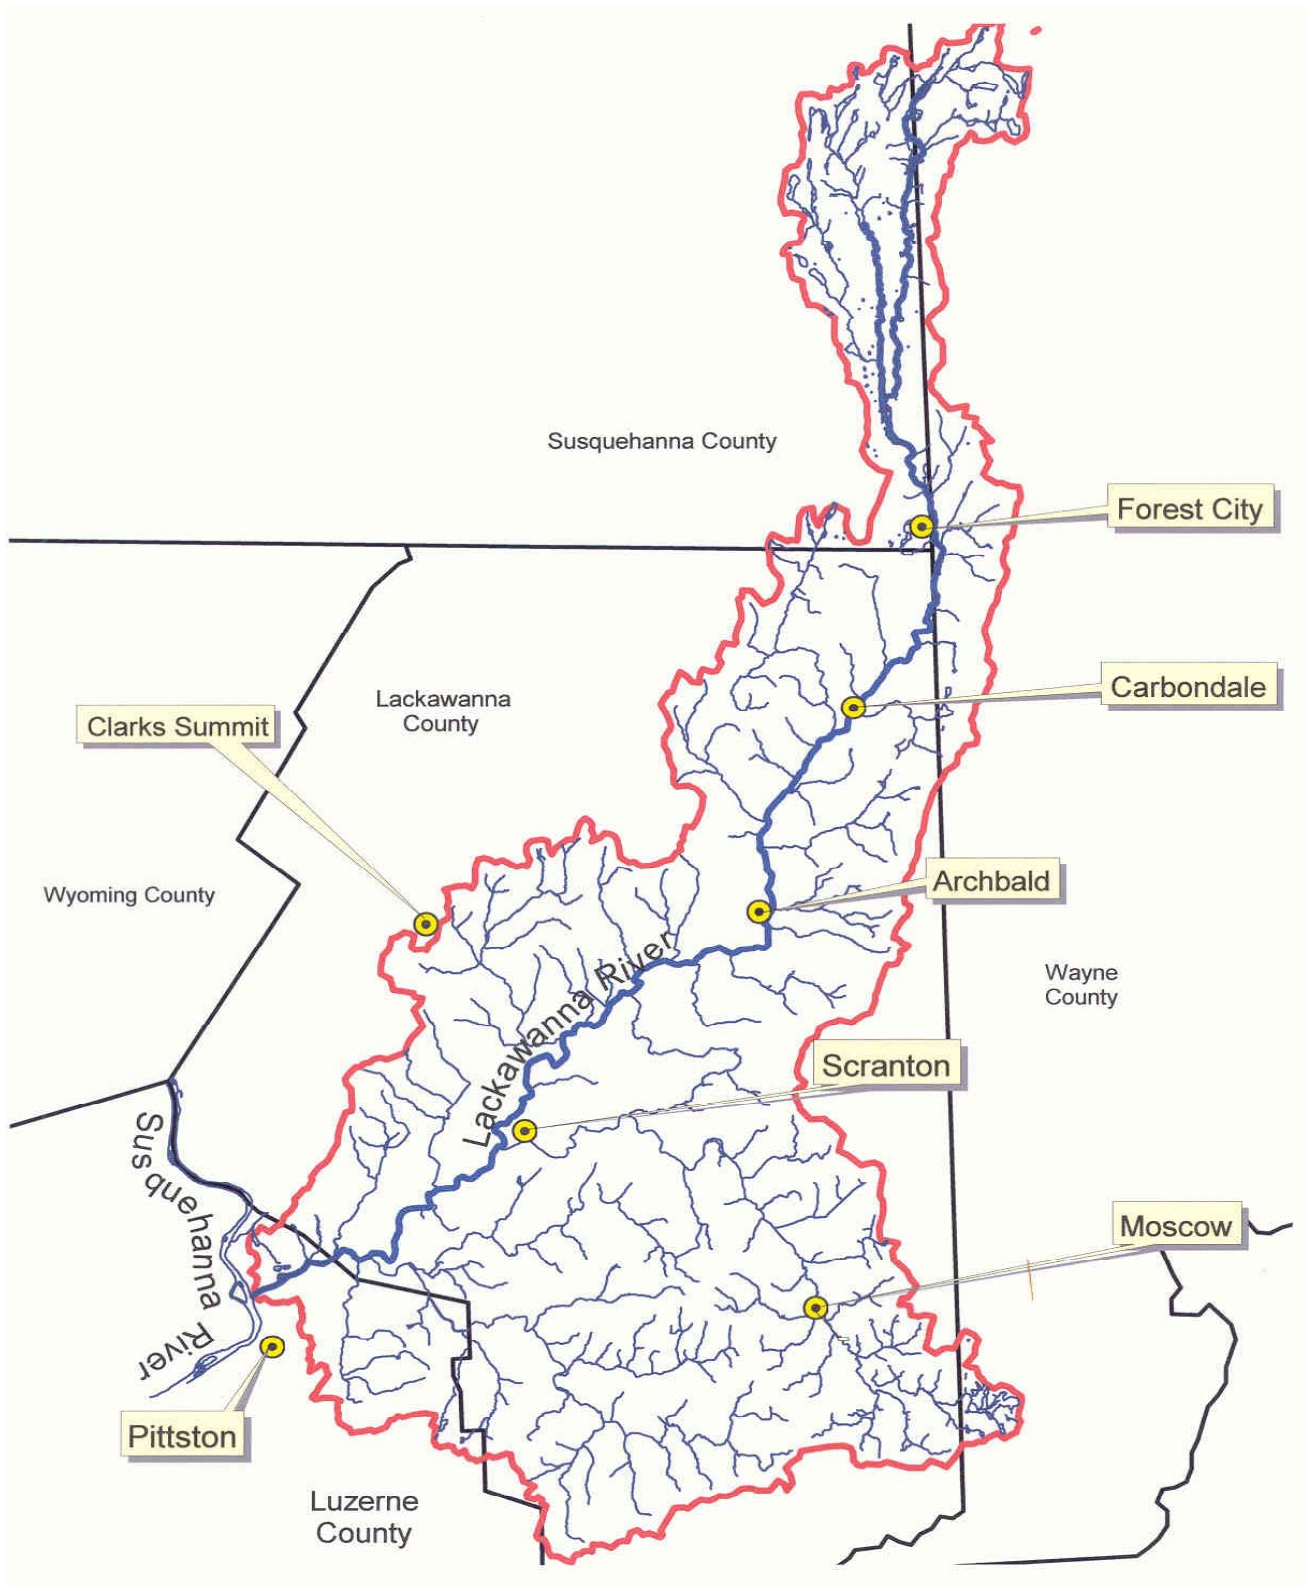 Susquehanna County
Forest City
Carbondale
Lackawanna
County
Clarks Summit
Archbald
Wyoming County
Lackawanna River
Wayne
County
Scranton
Susquehanna River
Moscow
Pittston
Luzerne
County